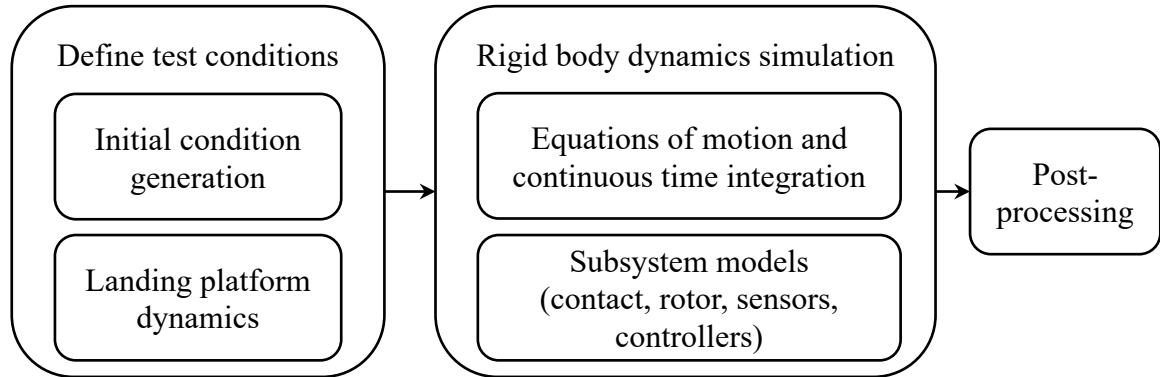 Define test conditions
Initial condition
generation
Landing platform
dynamics
Rigid body dynamics simulation
Equations of motion and
continuous time integration
Subsystem models
(contact, rotor, sensors,
controllers)
Post-
processing